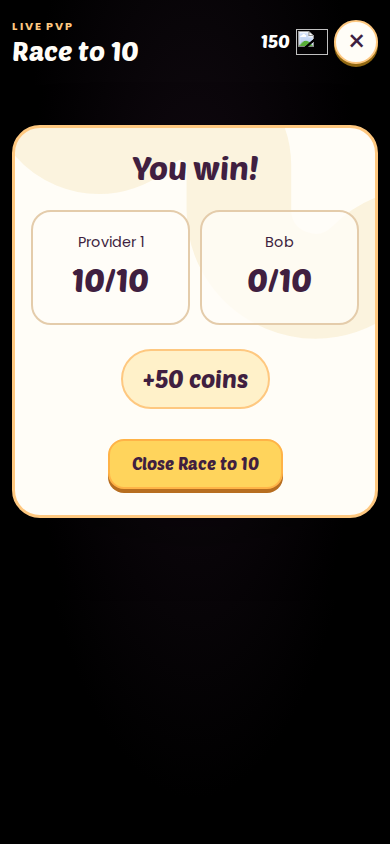 LIVE PVP
Race to 10
150
You win!
Provider 1
10/10
Bob
0/10
+50 coins
Close Race to 10